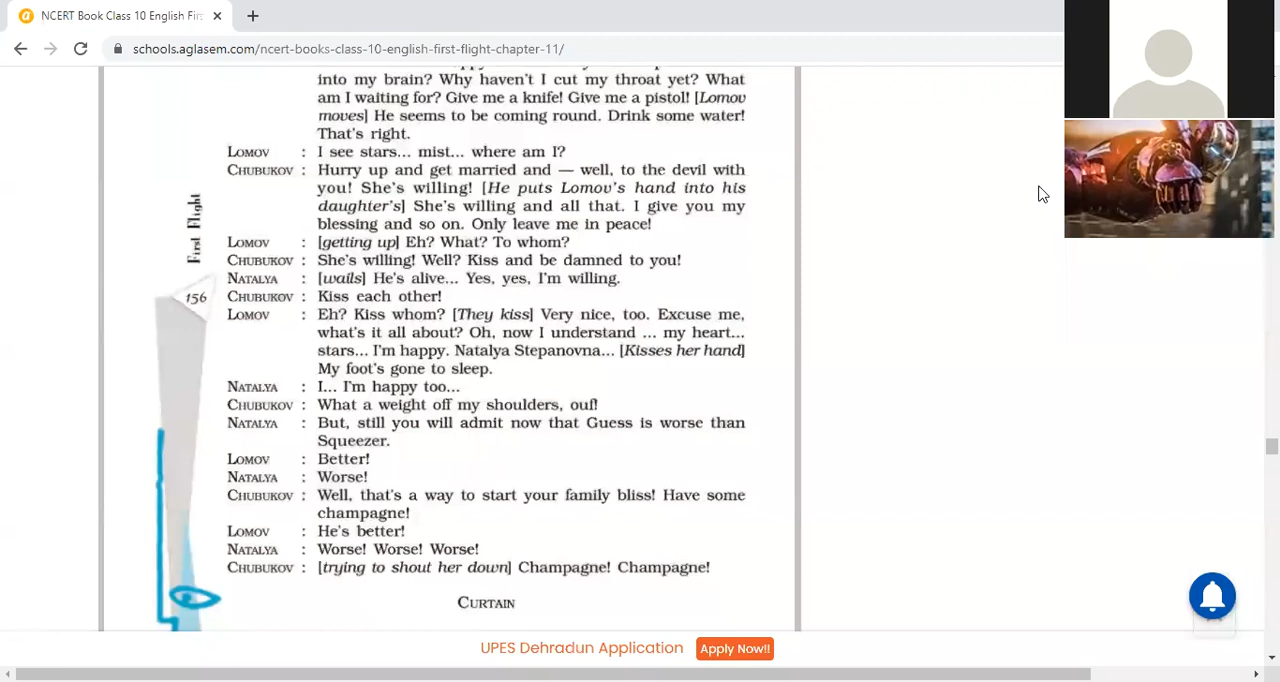 NCERT Book Class 10 English Fir
schools.aglasem.com/ncert-books-class-10-english-first-flight-chapter-11/
into my brain? Why haven't I cut my throat yet? What
am I waiting for? Give me a knife! Give me a pistol! [Lomov
moves] He seems to be coming round. Drink some water!
That's right.
LOMOV : I see stars... mist... where am I?
CHUBUKOV : Hurry up and get married and — well, to the devil with
you! She's willing! [He puts Lomov's hand into his
daughter's] She's willing and all that. I give you my
blessing and so on. Only leave me in peace!
LOMOV : [getting up] Eh? What? To whom?
CHUBUKOV : She's willing! Well? Kiss and be damned to you!
NATALYA : [wails] He's alive... Yes, yes, I'm willing.
CHUBUKOV : Kiss each other!
LOMOV : Eh? Kiss whom? [They kiss] Very nice, too. Excuse me,
what's it all about? Oh, now I understand ... my heart...
stars... I'm happy. Natalya Stepanovna... [Kisses her hand]
My foot's gone to sleep.
NATALYA : I... I'm happy too...
CHUBUKOV : What a weight off my shoulders, ouf!
NATALYA : But, still you will admit now that Guess is worse than
Squeezer.
LOMOV : Better!
NATALYA : Worse!
CHUBUKOV : Well, that's a way to start your family bliss! Have some
champagne!
LOMOV : He's better!
NATALYA : Worse! Worse! Worse!
CHUBUKOV : [trying to shout her down] Champagne! Champagne!
CURTAIN
First Flight
156
UPES Dehradun Application Apply Now!!